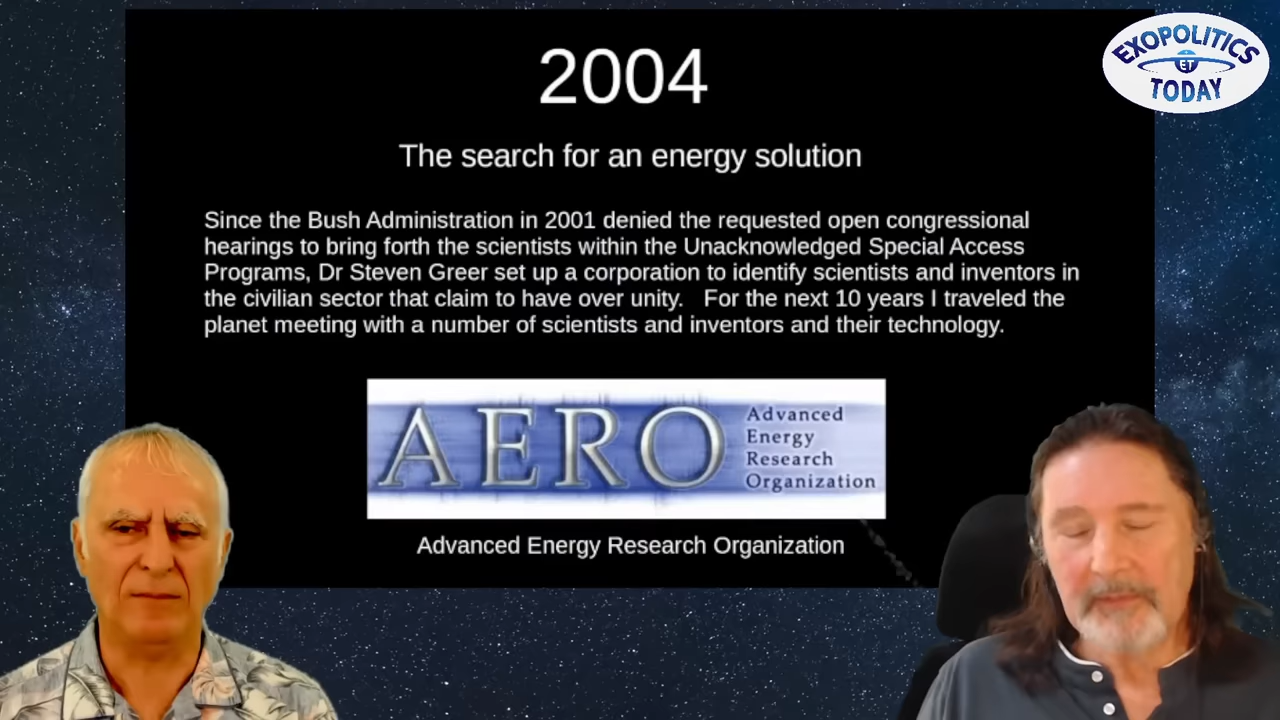 2004
The search for an energy solution
Since the Bush Administration in 2001 denied the requested open congressional
hearings to bring forth the scientists within the Unacknowledged Special Access
Programs, Dr Steven Greer set up a corporation to identify scientists and inventors in
the civilian sector that claim to have over unity.   For the next 10 years I traveled the
planet meeting with a number of scientists and inventors and their technology.
AERO
Advanced
Energy
Research
Organization
Advanced Energy Research Organization
EXOPOLITICS
ET
TODAY